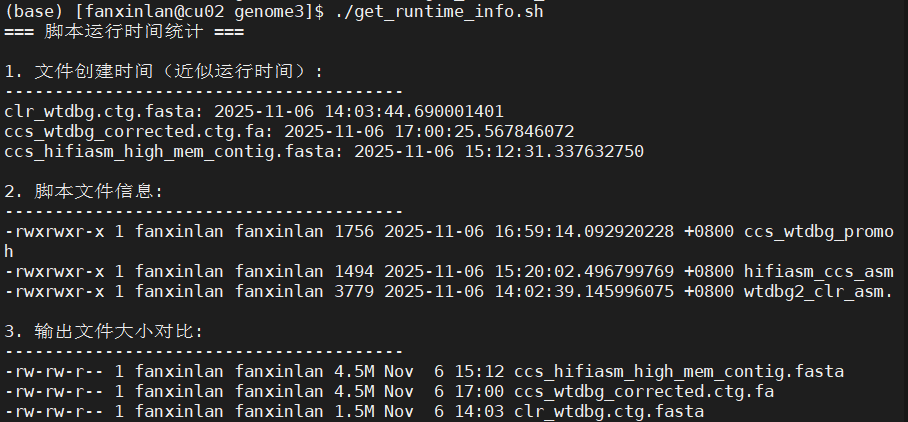 (base) [fanxinlan@cu02 genome3]$ ./get_runtime_info.sh
=== 脚本运行时间统计 ===
1. 文件创建时间（近似运行时）:
----------------------------------------
clr_wtdbg.ctg.fasta: 2025-11-06 14:03:44.690001401
ccs_wtdbg_corrected.ctg.fa: 2025-11-06 17:00:25.567846072
ccs_hifiasm_high_mem_contig.fasta: 2025-11-06 15:12:31.337632750
2. 脚本文件信息:
----------------------------------------
-rwxrwxr-x 1 fanxinlan fanxinlan 1756 2025-11-06 16:59:14.092920228 +0800 ccs_wtdbg_promo
h
-rwxrwxr-x 1 fanxinlan fanxinlan 1494 2025-11-06 15:20:02.496799769 +0800 hifiasm_ccs_asm
-rwxrwxr-x 1 fanxinlan fanxinlan 3779 2025-11-06 14:02:39.145996075 +0800 wtdbg2_clr_asm.
3. 输出文件大小对比:
----------------------------------------
-rw-rw-r-- 1 fanxinlan fanxinlan 4.5M Nov  6 15:12 ccs_hifiasm_high_mem_contig.fasta
-rw-rw-r-- 1 fanxinlan fanxinlan 4.5M Nov  6 17:00 ccs_wtdbg_corrected.ctg.fa
-rw-rw-r-- 1 fanxinlan fanxinlan 1.5M Nov  6 14:03 clr_wtdbg.ctg.fasta